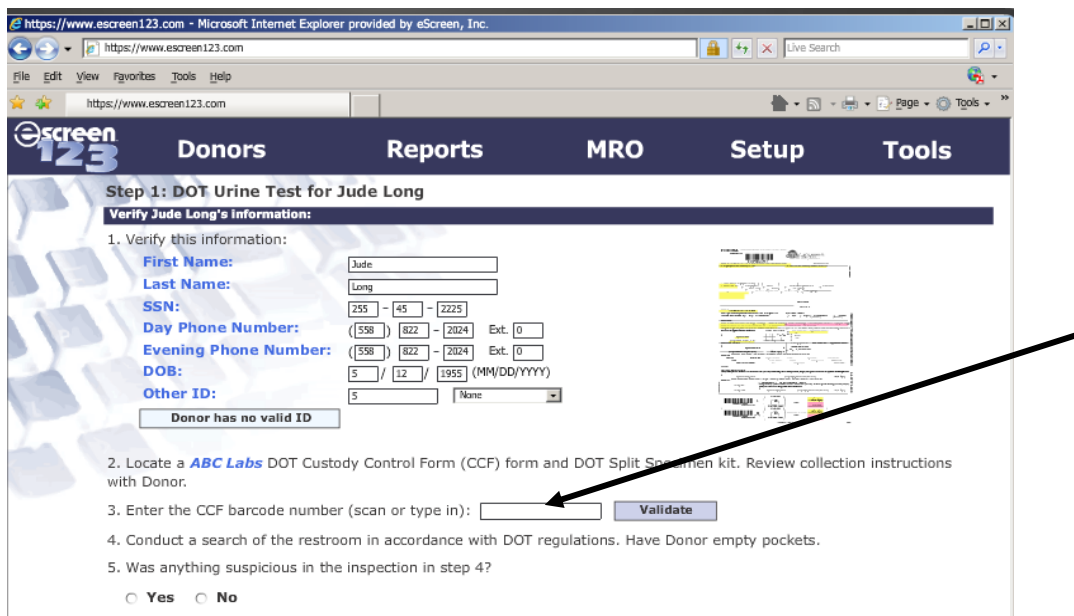 https://www.escreen123.com - Microsoft Internet Explorer provided by eScreen, Inc.
https://www.escreen123.com
Live Search
File Edit View Favorites Tools Help
https://www.escreen123.com
Page Tools
escreen 123
Donors Reports MRO Setup Tools
Step 1: DOT Urine Test for Jude Long
Verify Jude Long's information:
1. Verify this information:
First Name: Jude
Last Name: Long
SSN: 255 - 45 - 2225
Day Phone Number: ( 558 ) 822 - 2024 Ext. 0
Evening Phone Number: ( 558 ) 822 - 2024 Ext. 0
DOB: 5 / 12 / 1955 (MM/DD/YYYY)
Other ID: 5 None
Donor has no valid ID
2. Locate a ABC Labs DOT Custody Control Form (CCF) form and DOT Split Specimen kit. Review collection instructions
with Donor.
3. Enter the CCF barcode number (scan or type in): Validate
4. Conduct a search of the restroom in accordance with DOT regulations. Have Donor empty pockets.
5. Was anything suspicious in the inspection in step 4?
Yes No